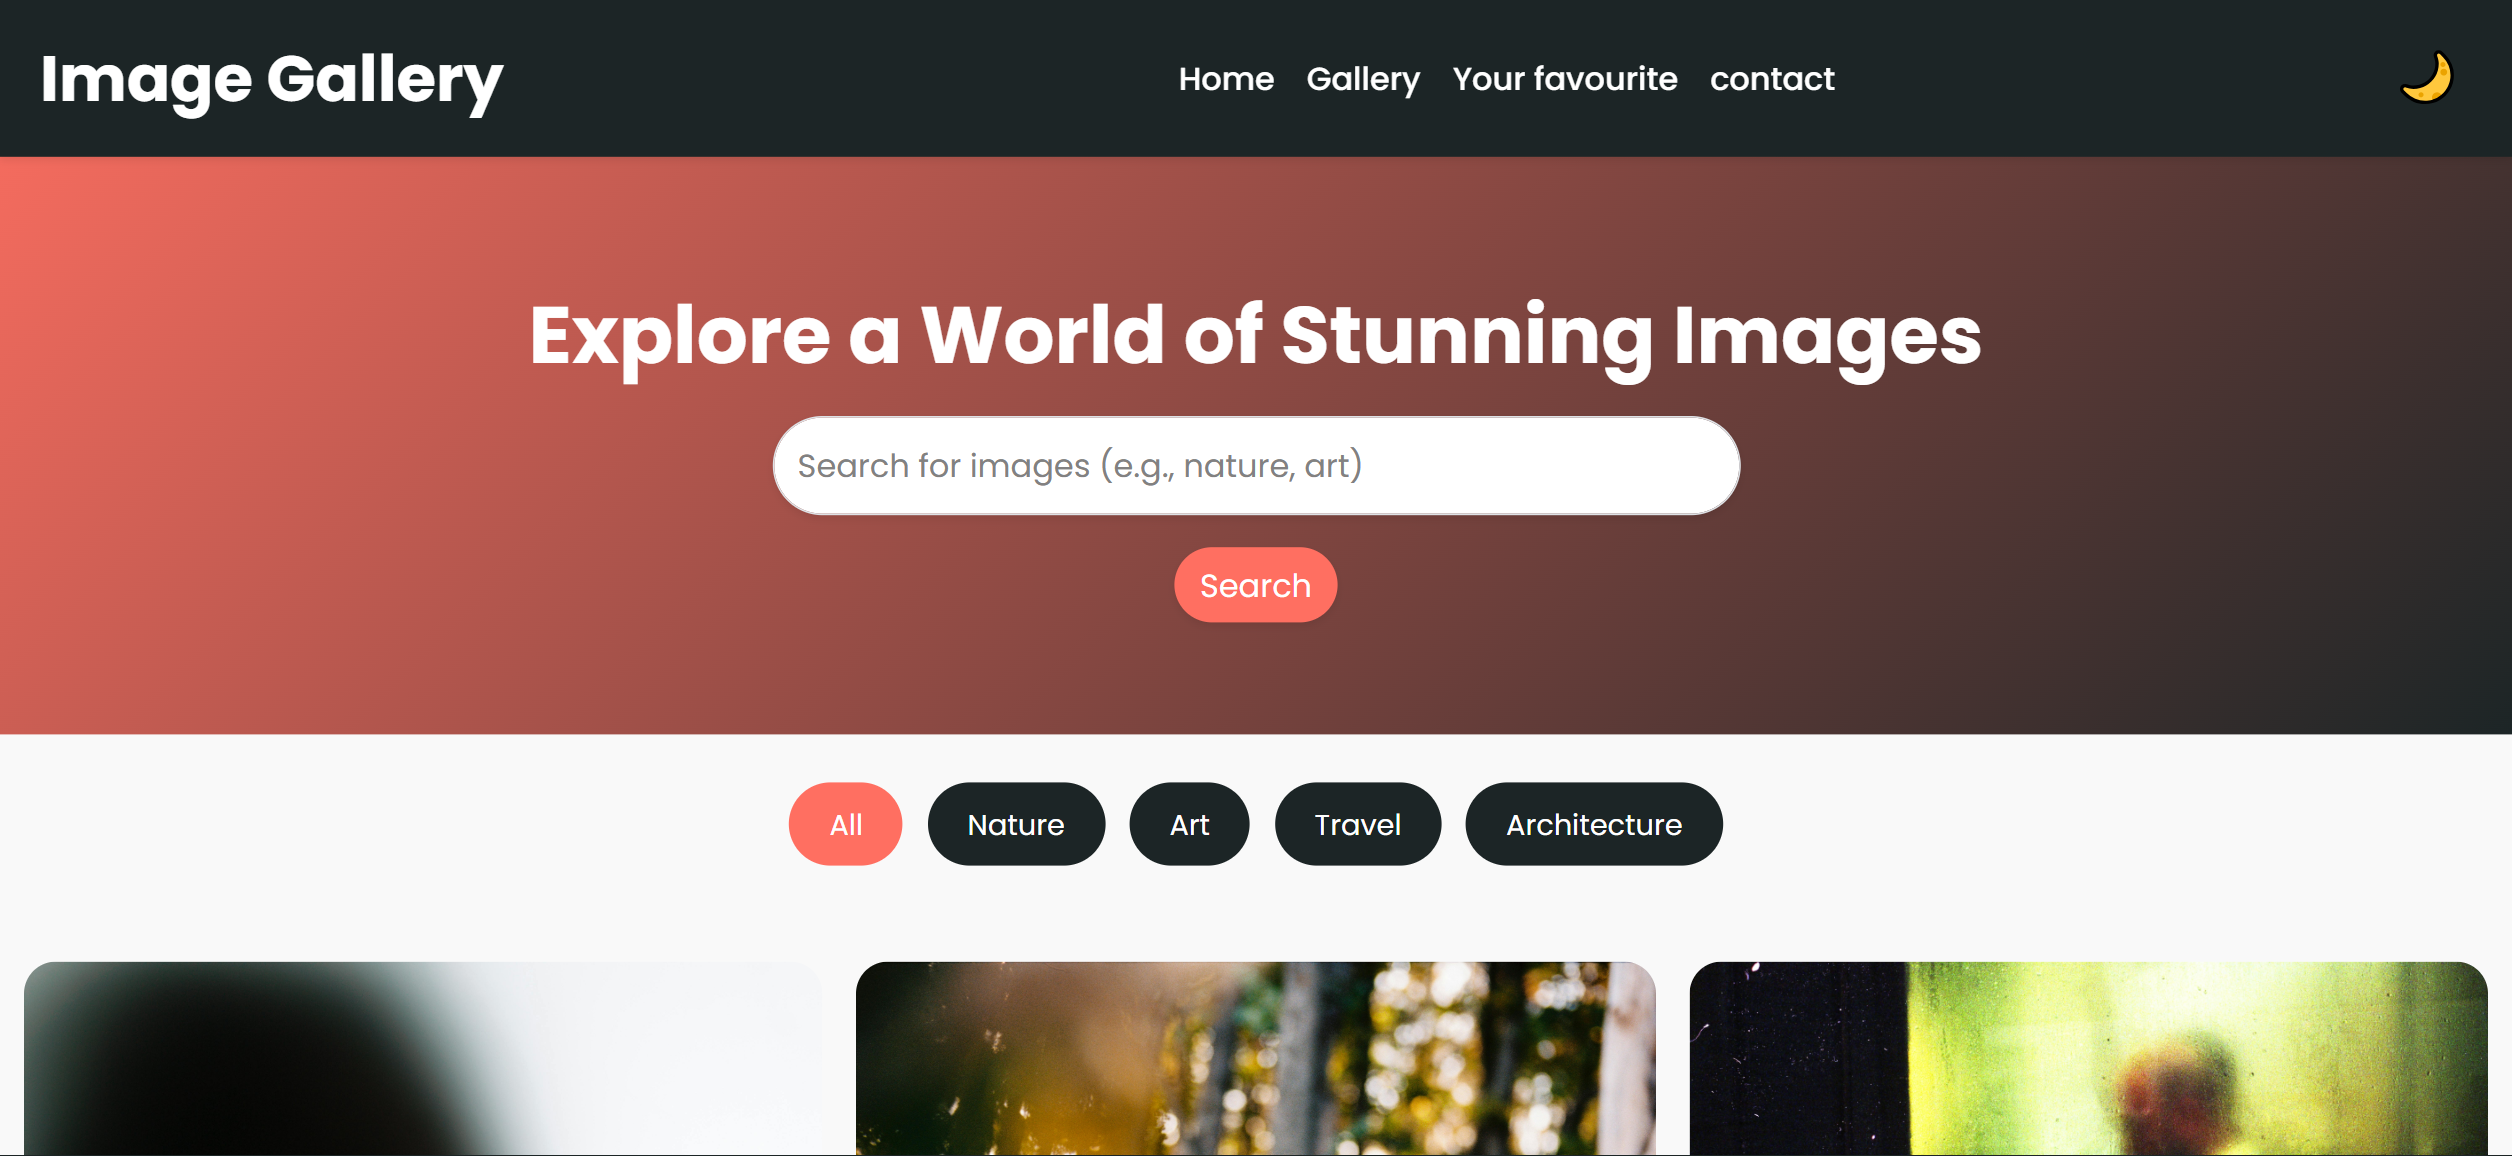 Image Gallery
Home Gallery Your favourite contact
Explore a World of Stunning Images
Search for images (e.g., nature, art)
Search
All Nature Art Travel Architecture